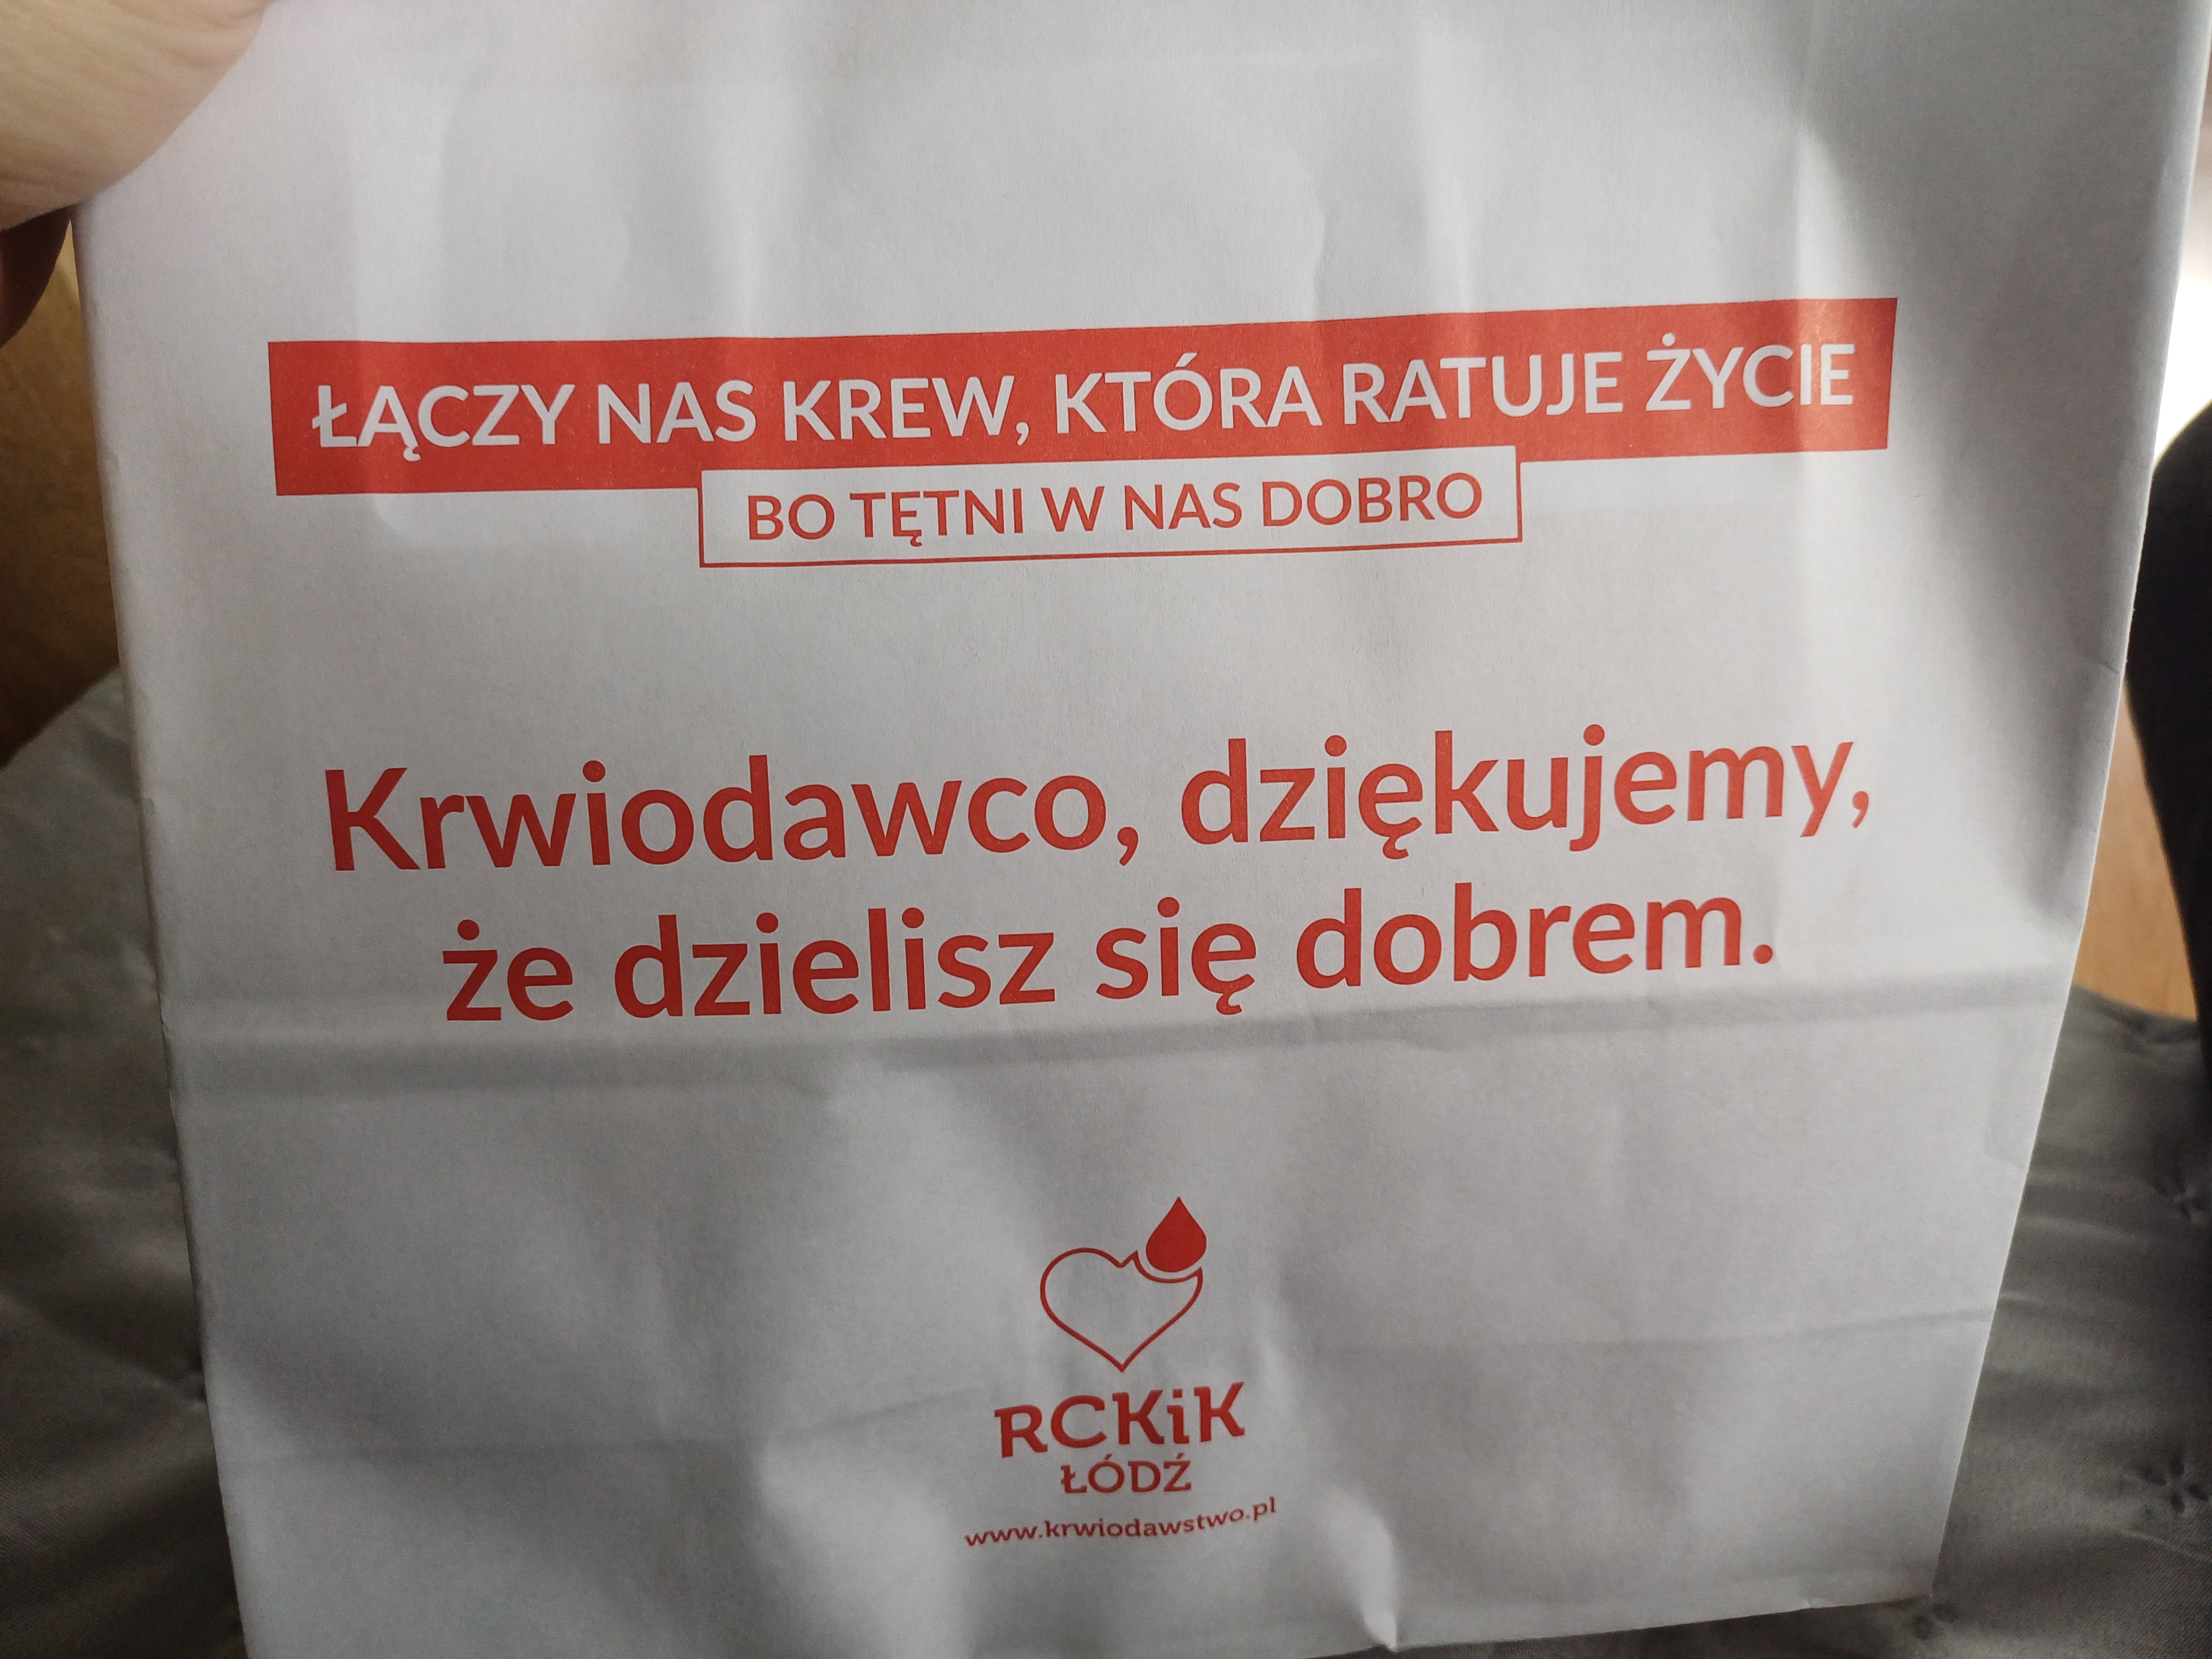 ŁĄCZY NAS KREW, KTÓRA RATUJE ŻYCIE
BO TĘTNI W NAS DOBRO
Krwiodawco, dziękujemy,
że dzielisz się dobrem.
RCKiK
ŁÓDŹ
www.krwiodawstwo.pl